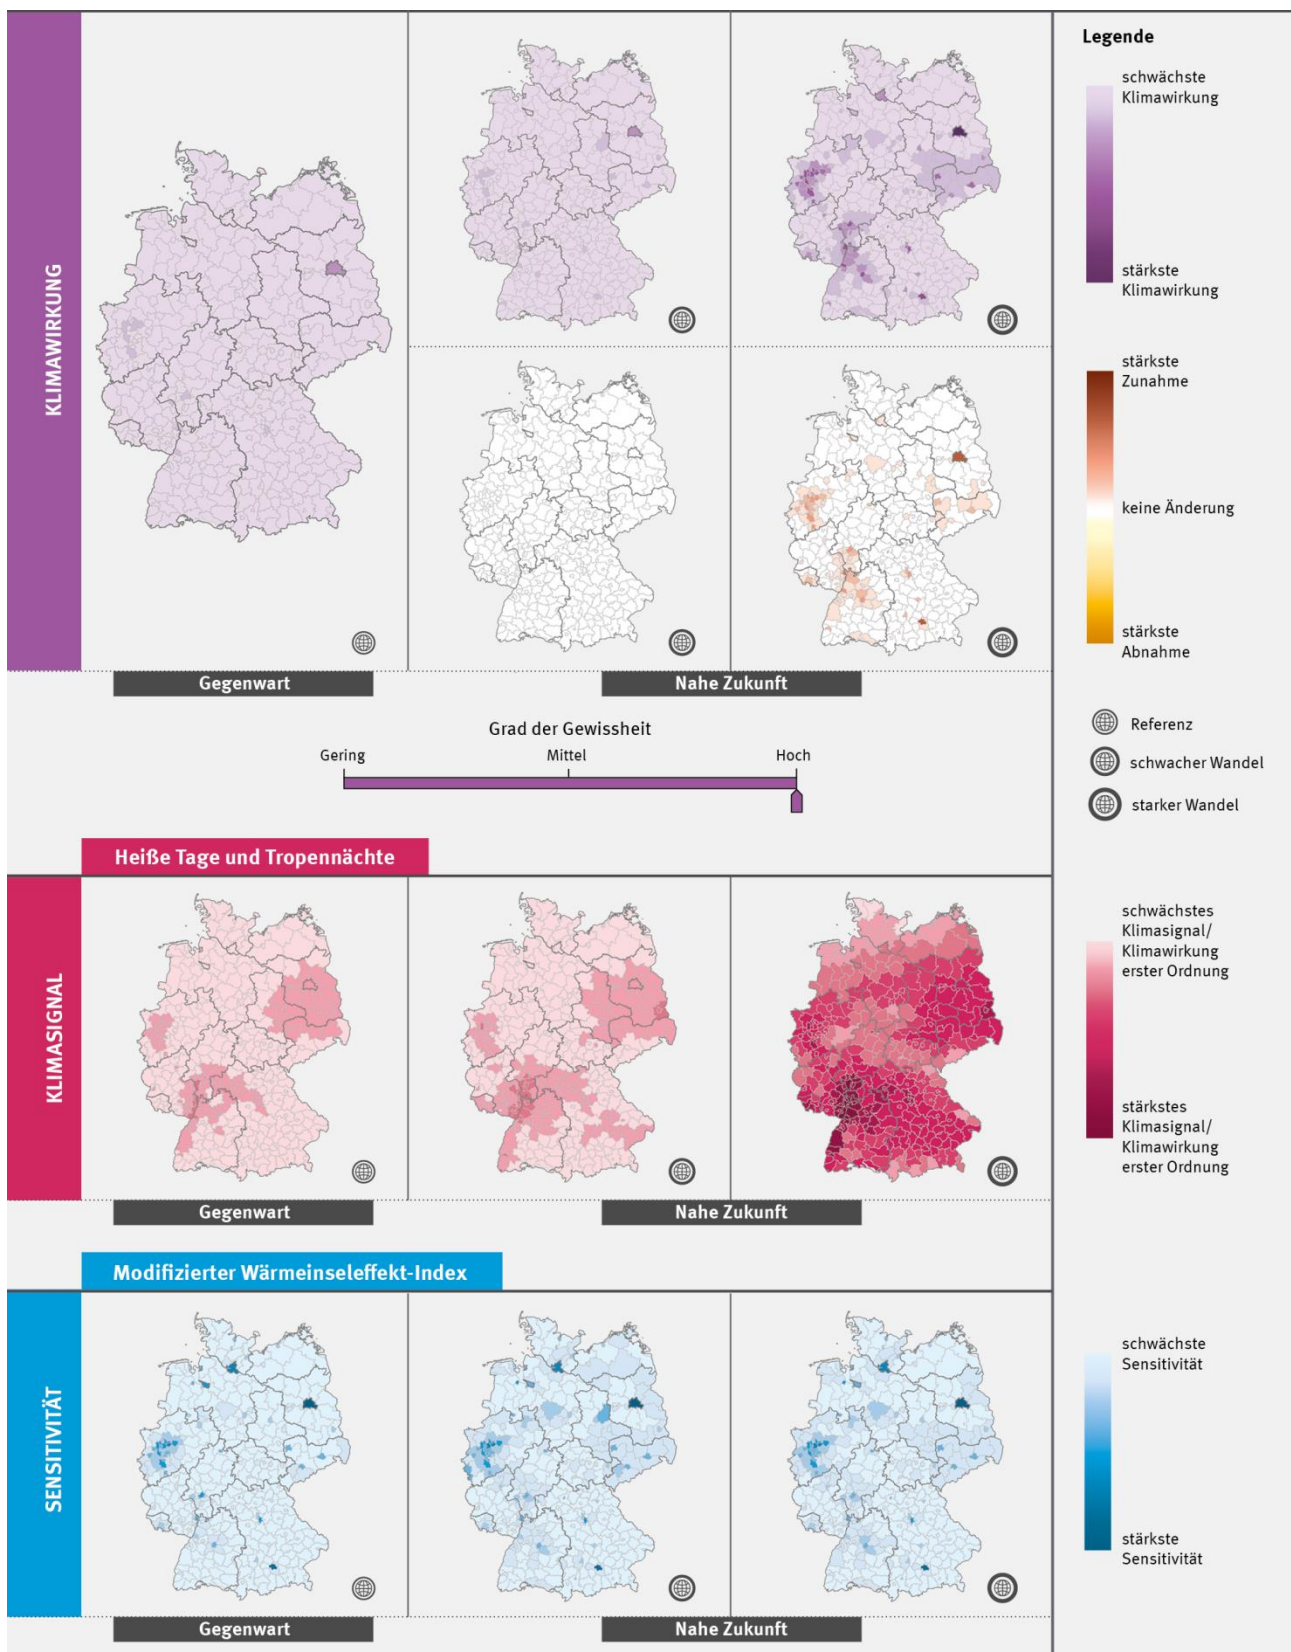 KLIMAWIRKUNG
Gegenwart
Nahe Zukunft
Grad der Gewissheit
Gering
Mittel
Hoch
Heiße Tage und Tropennächte
KLIMASIGNAL
Gegenwart
Nahe Zukunft
Modifizierter Wärmeinseleffekt-Index
SENSITIVITÄT
Gegenwart
Nahe Zukunft
Legende
schwächste
Klimawirkung
stärkste
Klimawirkung
stärkste
Zunahme
keine Änderung
stärkste
Abnahme
Referenz
schwacher Wandel
starker Wandel
schwächstes
Klimasignal/
Klimawirkung
erster Ordnung
stärkstes
Klimasignal/
Klimawirkung
erster Ordnung
schwächste
Sensitivität
stärkste
Sensitivität